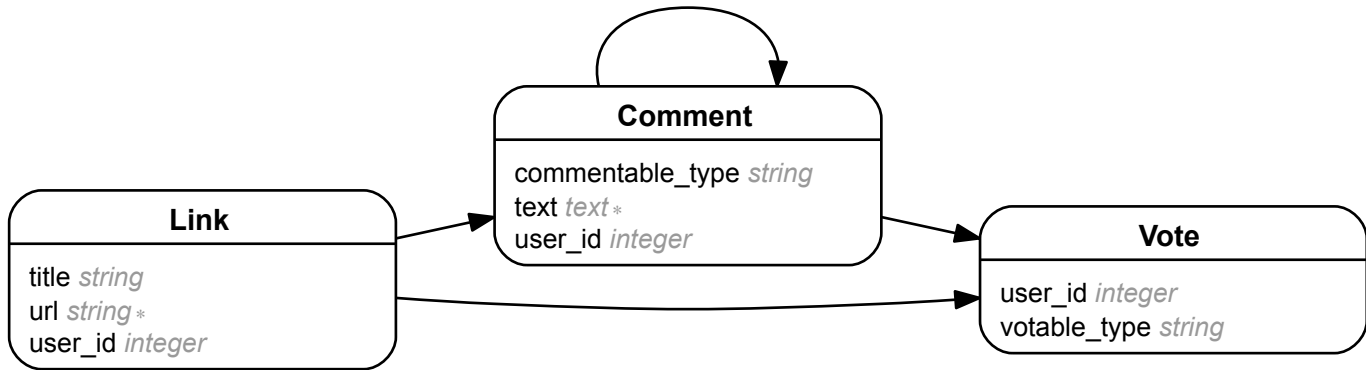 Comment
commentable_type string
text text*
user_id integer
Link
title string
url string*
user_id integer
Vote
user_id integer
votable_type string